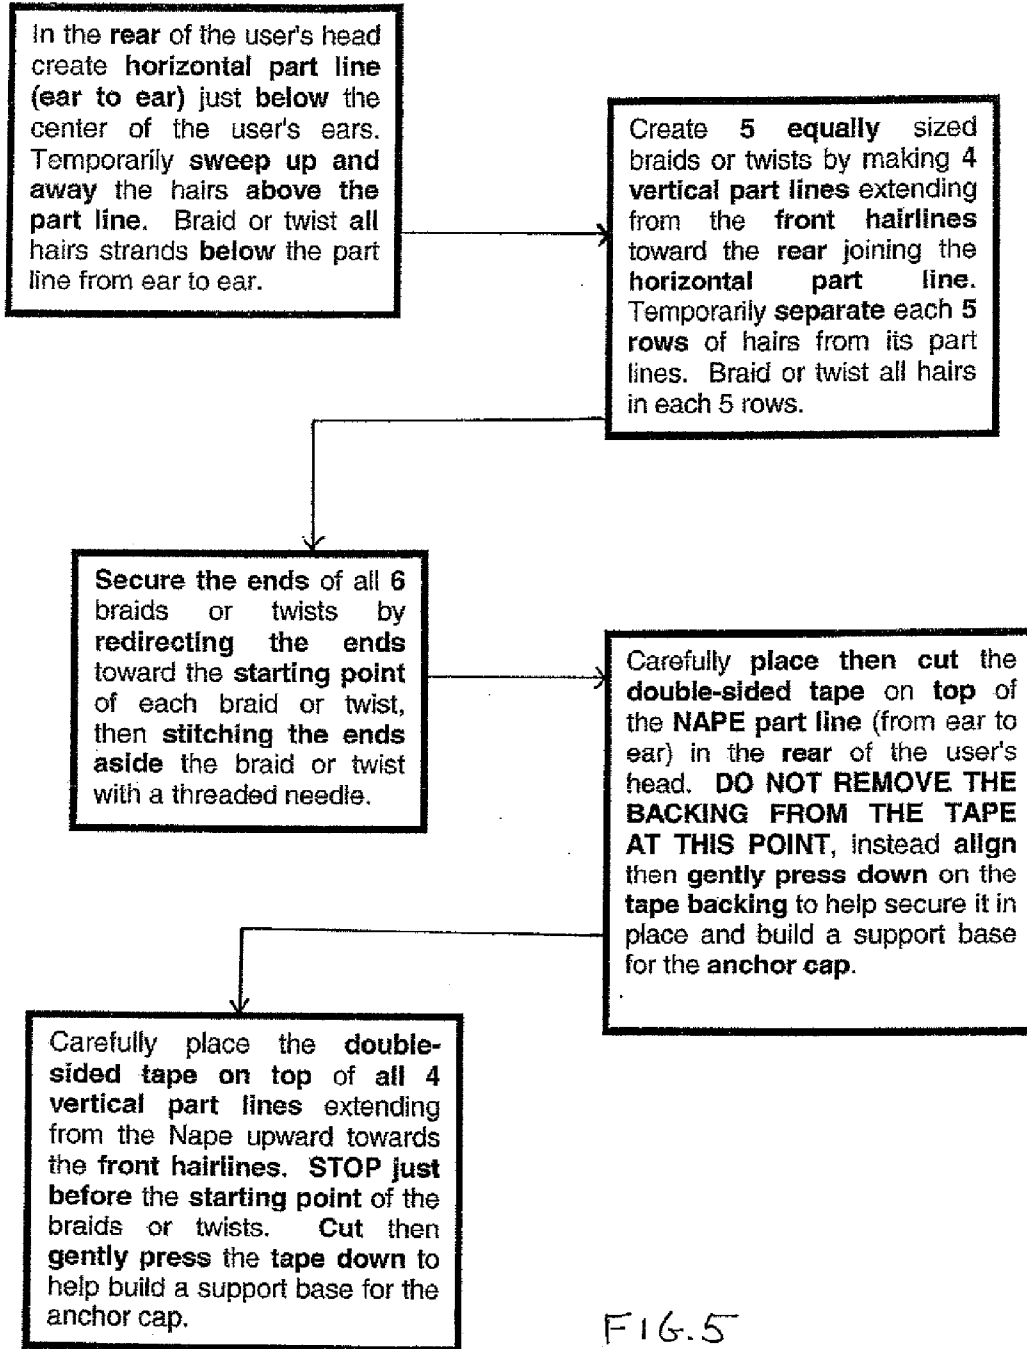 In the rear of the user's head
create horizontal part line
(ear to ear) just below the
center of the user's ears.
Temporarily sweep up and
away the hairs above the
part line. Braid or twist all
hairs strands below the part
line from ear to ear.
Create 5 equally sized
braids or twists by making 4
vertical part lines extending
from the front hairlines
toward the rear joining the
horizontal part line.
Temporarily separate each 5
rows of hairs from its part
lines. Braid or twist all hairs
in each 5 rows.
Secure the ends of all 6
braids or twists by
redirecting the ends
toward the starting point
of each braid or twist,
then stitching the ends
aside the braid or twist
with a threaded needle.
Carefully place then cut the
double-sided tape on top of
the NAPE part line (from ear to
ear) in the rear of the user's
head. DO NOT REMOVE THE
BACKING FROM THE TAPE
AT THIS POINT, instead align
then gently press down on the
tape backing to help secure it in
place and build a support base
for the anchor cap.
Carefully place the double-
sided tape on top of all 4
vertical part lines extending
from the Nape upward towards
the front hairlines. STOP just
before the starting point of the
braids or twists. Cut then
gently press the tape down to
help build a support base for the
anchor cap.
FIG.5